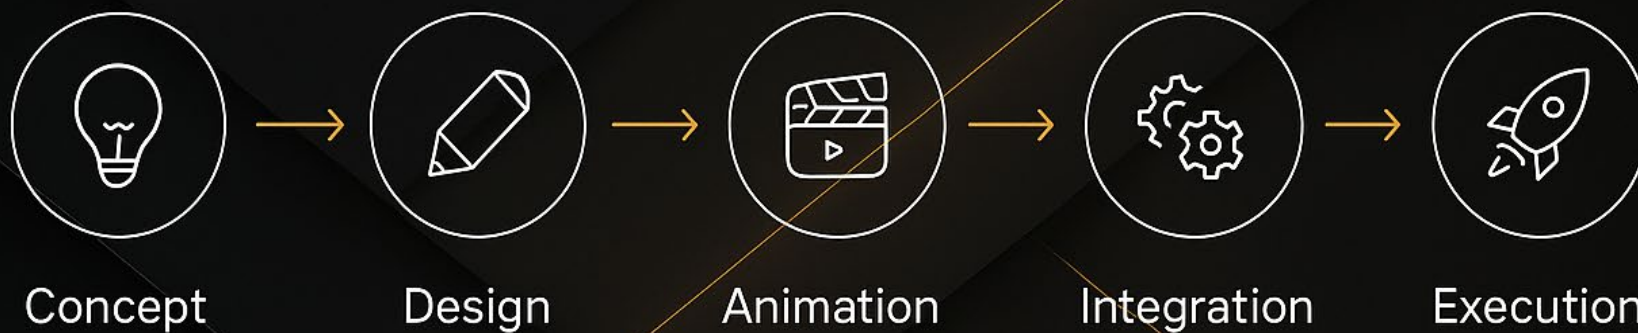 Concept
Design
Animation
Integration
Execution